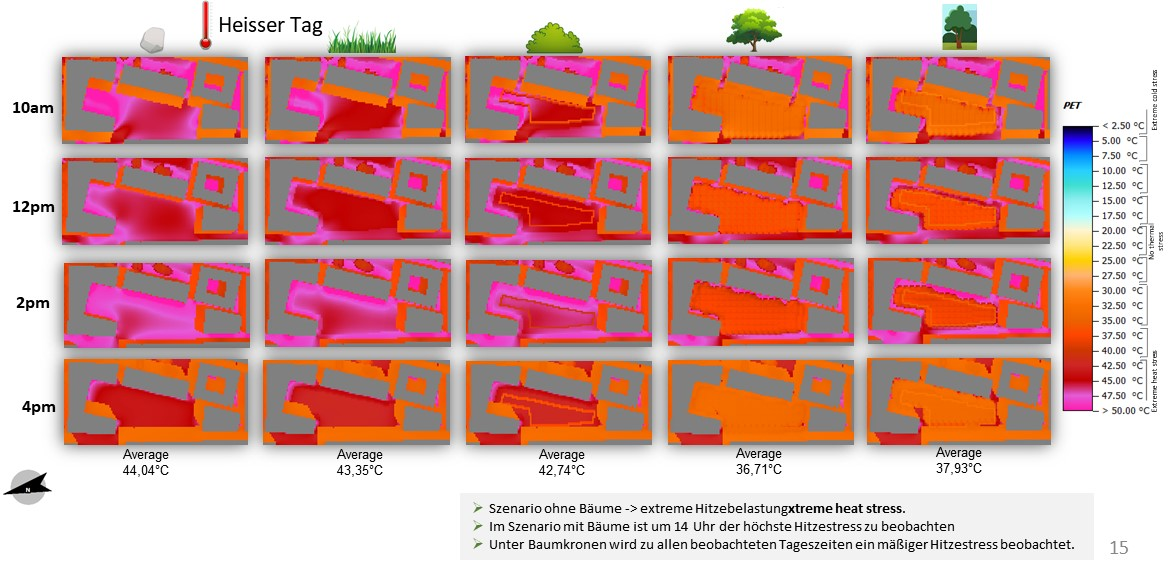 Heisser Tag
10am
12pm
2pm
4pm
PET
< 2.50 °C
5.00 °C
7.50 °C
10.00 °C
12.50 °C
15.00 °C
17.50 °C
20.00 °C
22.50 °C
25.00 °C
27.50 °C
30.00 °C
32.50 °C
35.00 °C
37.50 °C
40.00 °C
42.50 °C
45.00 °C
47.50 °C
> 50.00 °C
Extreme cold stress
No thermal
stress
Extreme heat stres
Average
44,04°C
Average
43,35°C
Average
42,74°C
Average
36,71°C
Average
37,93°C
N
Szenario ohne Bäume -> extreme Hitzebelastungxtreme heat stress.
Im Szenario mit Bäume ist um 14 Uhr der höchste Hitzestress zu beobachten
Unter Baumkronen wird zu allen beobachteten Tageszeiten ein mäßiger Hitzestress beobachtet.
15